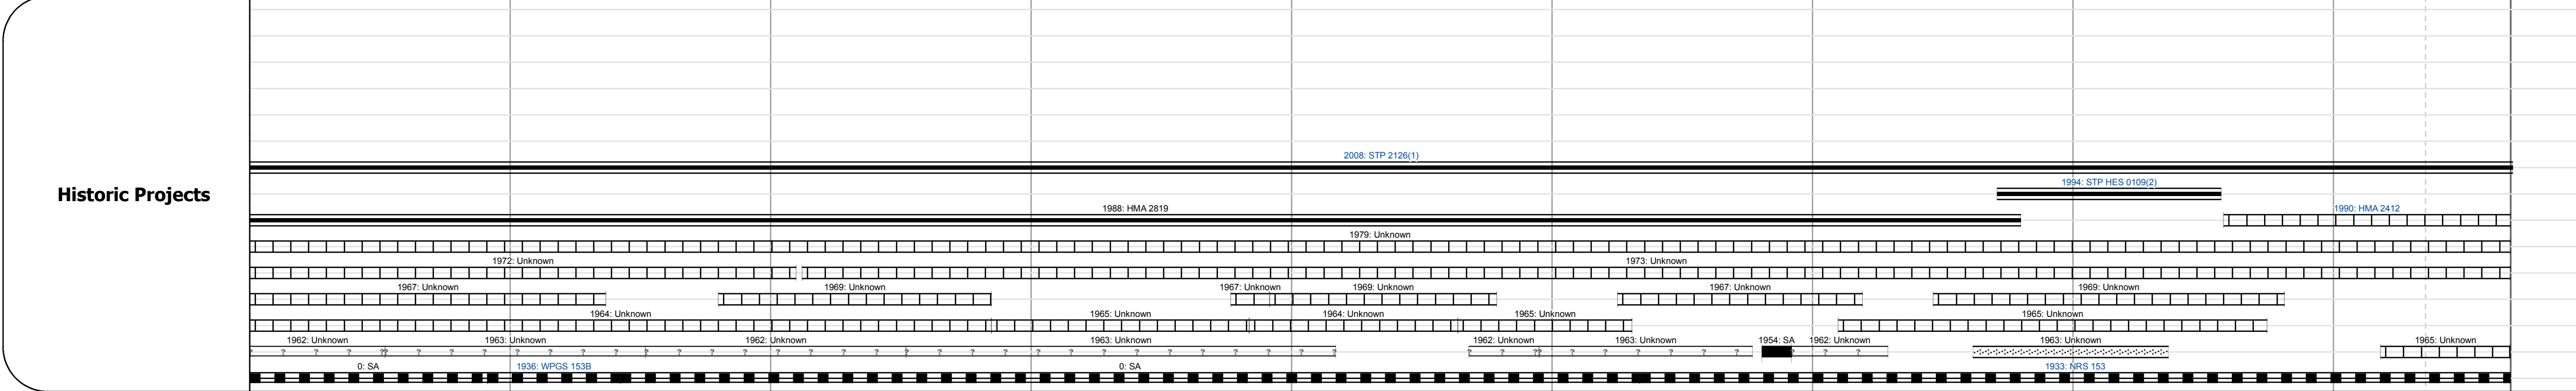 2008: STP 2126(1)
1994: STP HES 0109(2)
Historic Projects
1988: HMA 2819 1990: HMA 2412
1979: Unknown
1972: Unknown 1973: Unknown
1967: Unknown 1969: Unknown 1967: Unknown 1969: Unknown 1967: Unknown 1969: Unknown
1964: Unknown 1965: Unknown 1964: Unknown 1965: Unknown 1965: Unknown
1962: Unknown 1963: Unknown 1962: Unknown 1963: Unknown 1962: Unknown 1963: Unknown 1954: SA 1962: Unknown 1963: Unknown 1965: Unknown
0: SA 1936: WPGS 153B 0: SA 1933: NRS 153